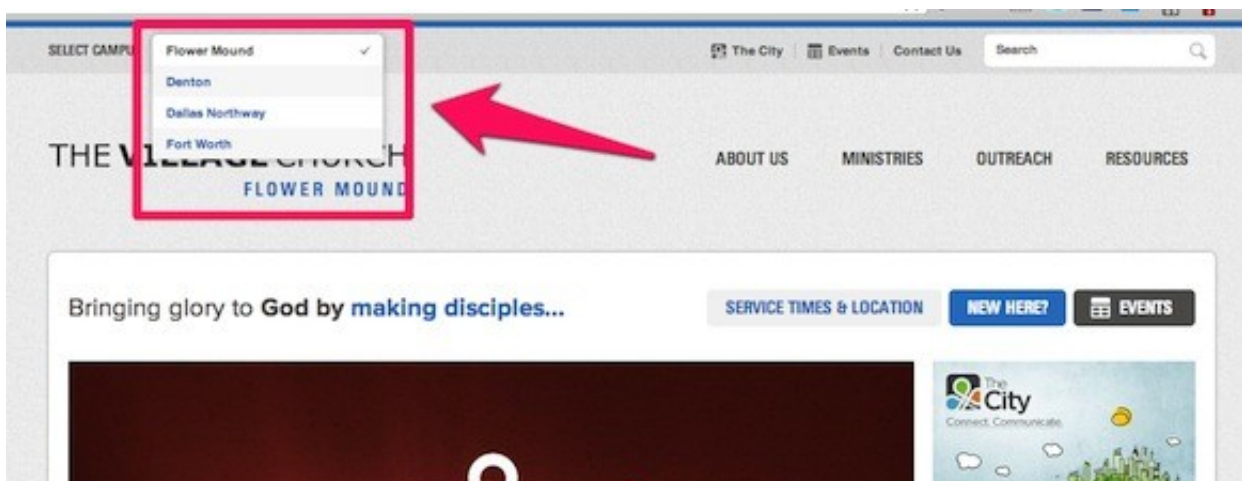 SELECT CAMPU
Flower Mound
Denton
Dallas Northway
Fort Worth
The City
Events
Contact Us
Search
THE V1LLAGE CHURCH
FLOWER MOUND
ABOUT US
MINISTRIES
OUTREACH
RESOURCES
Bringing glory to God by making disciples...
SERVICE TIMES & LOCATION
NEW HERE?
EVENTS
The
City
Connect. Communicate.